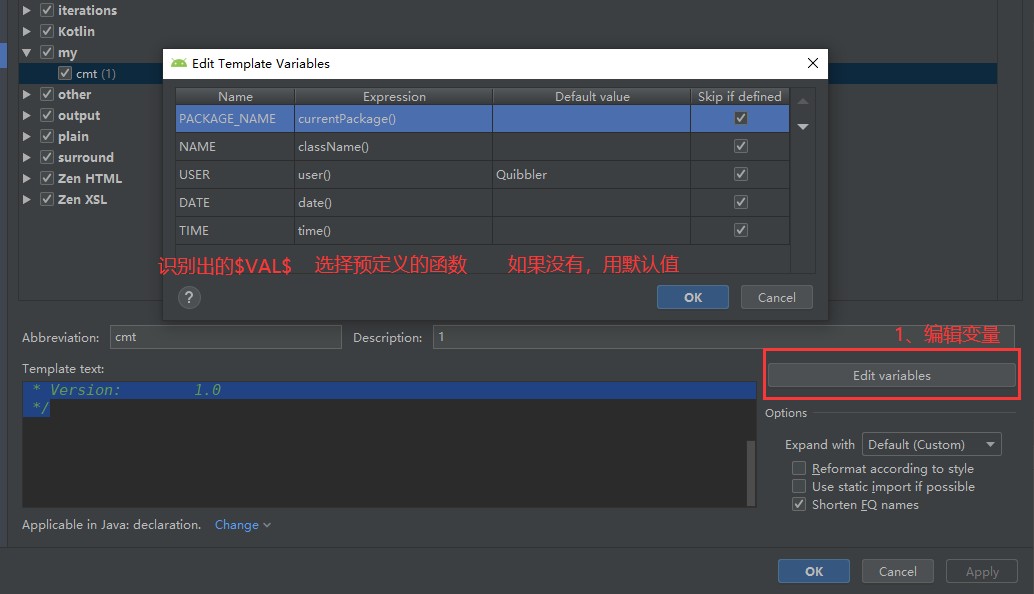 iterations
Kotlin
my
cmt (1)
other
output
plain
surround
Zen HTML
Zen XSL
Edit Template Variables
Name Expression Default value Skip if defined
PACKAGE_NAME currentPackage()
NAME className()
USER user() Quibbler
DATE date()
TIME time()
识别出的$VAL$ 选择预定义的函数 如果没有，用默认值
? OK Cancel
Abbreviation: cmt Description: 1
1、编辑变量
Template text:
* Version: 1.0
*/
Edit variables
Options
Expand with Default (Custom)
Reformat according to style
Use static import if possible
Shorten FQ names
Applicable in Java: declaration. Change
OK Cancel Apply